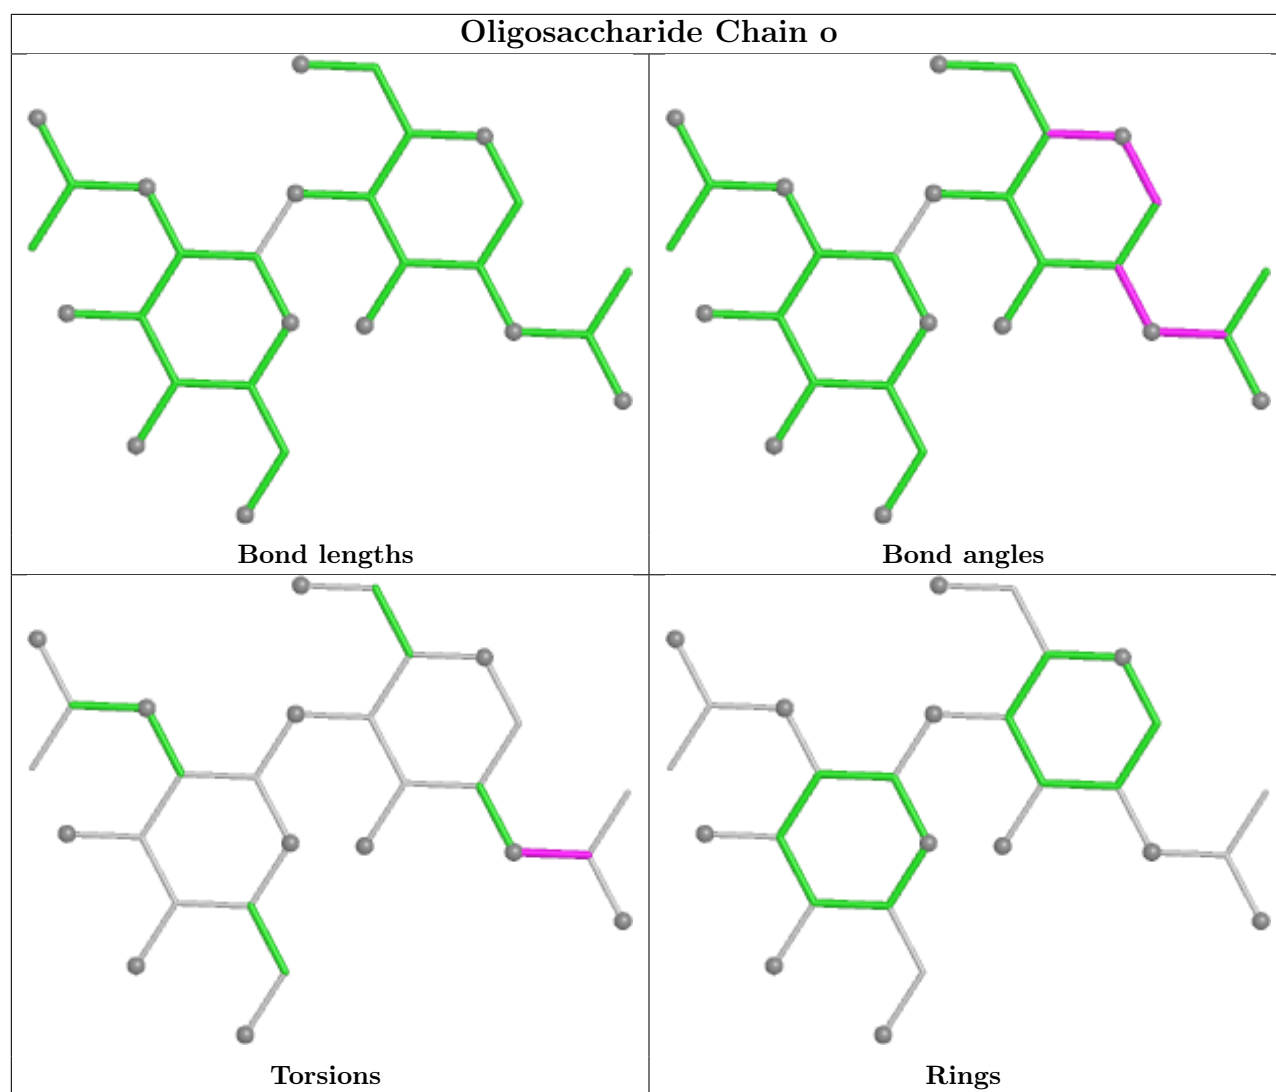 Oligosaccharide Chain o
Bond lengths
Bond angles
Torsions
Rings